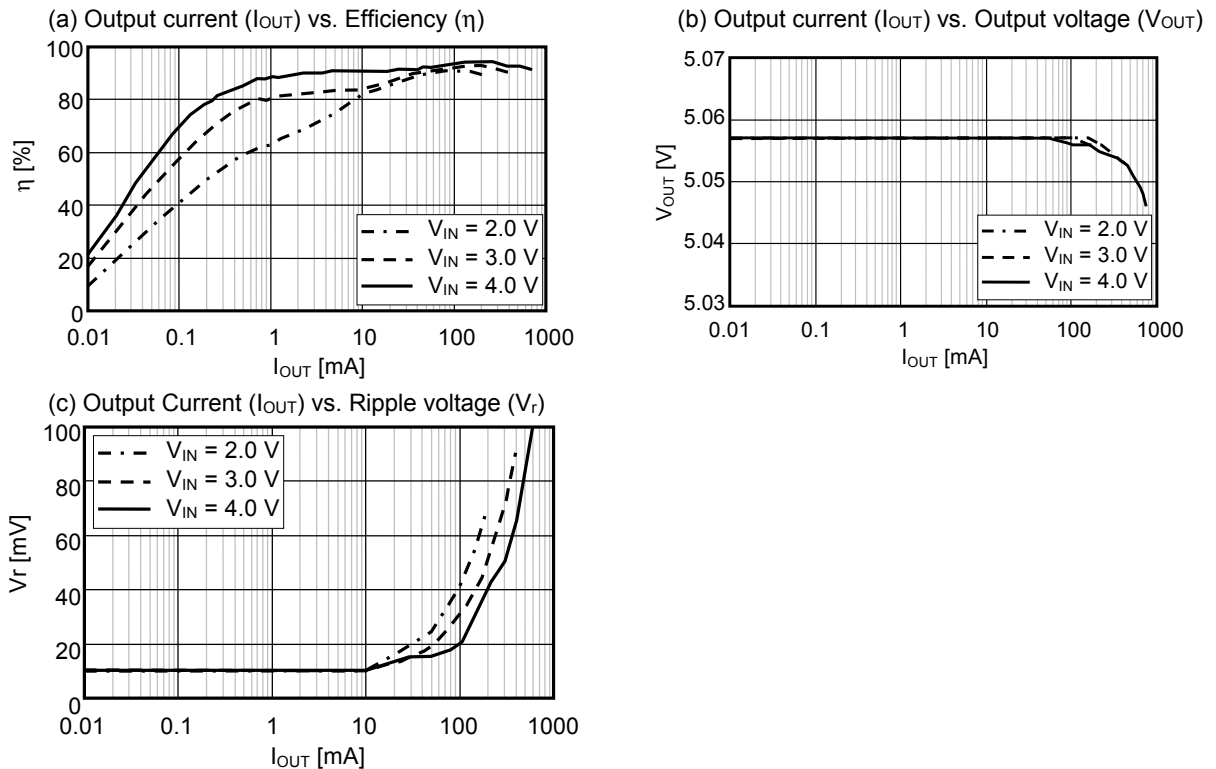 (a) Output current (IOUT) vs. Efficiency (η)
100
80
60
40
20
0
η [%]
VIN = 2.0 V
VIN = 3.0 V
VIN = 4.0 V
0.01 0.1 1 10 100 1000
IOUT [mA]
(b) Output current (IOUT) vs. Output voltage (VOUT)
5.07
5.06
5.05
5.04
5.03
VOUT [V]
VIN = 2.0 V
VIN = 3.0 V
VIN = 4.0 V
0.01 0.1 1 10 100 1000
IOUT [mA]
(c) Output Current (IOUT) vs. Ripple voltage (Vr)
100
80
60
40
20
0
Vr [mV]
VIN = 2.0 V
VIN = 3.0 V
VIN = 4.0 V
0.01 0.1 1 10 100 1000
IOUT [mA]